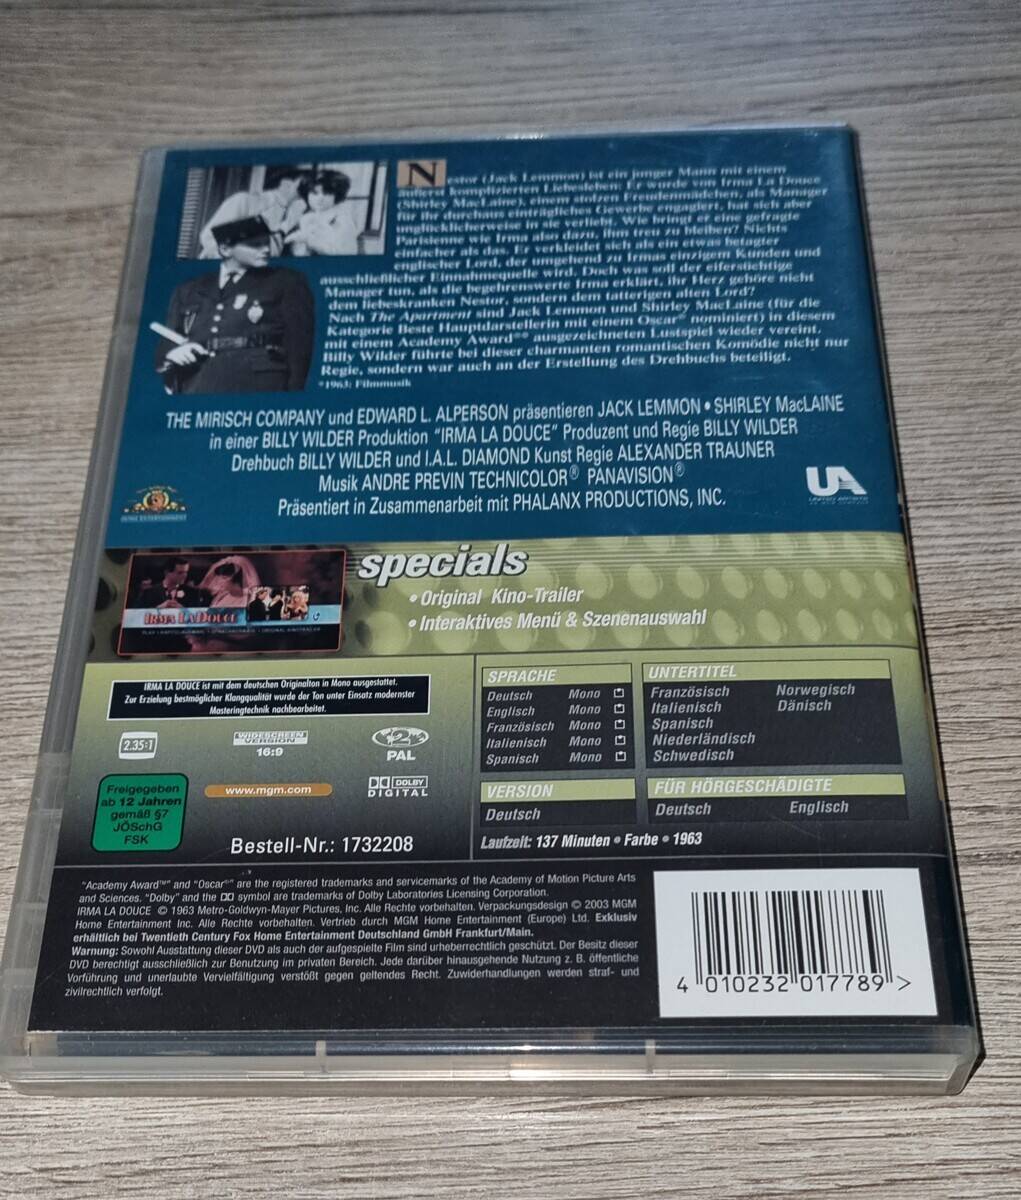 Nestor (Jack Lemmon) ist ein junger Mann mit einem
äußerst komplizierten Liebesleben: Er wurde von Irma La Douce
(Shirley MacLaine), einem stolzen Freudenmädchen, als Manager
für ihr durchaus einträgliches Gewerbe engagiert, hat sich aber
unglücklicherweise in sie verliebt. Wie bringt er eine gefragte
Parisienne wie Irma also dazu, ihm treu zu bleiben? Nichts
einfacher als das. Er verkleidet sich als ein etwas betagter
englischer Lord, der umgehend zu Irmas einzigem Kunden und
ausschließlicher Einnahmequelle wird. Doch was soll der eifersüchtige
Manager tun, als die begehrenswerte Irma erklärt, ihr Herz gehöre nicht
dem liebeskranken Nestor, sondern dem tatterigen alten Lord?
Nach The Apartment sind Jack Lemmon und Shirley MacLaine (für die
Kategorie Beste Hauptdarstellerin mit einem Oscar® nominiert) in diesem
mit einem Academy Award®* ausgezeichneten Lustspiel wieder vereint.
Billy Wilder führte bei dieser charmanten romantischen Komödie nicht nur
Regie, sondern war auch an der Erstellung des Drehbuchs beteiligt.
*1963: Filmmusik
THE MIRISCH COMPANY und EDWARD L. ALPERSON präsentieren JACK LEMMON • SHIRLEY MacLAINE
in einer BILLY WILDER Produktion "IRMA LA DOUCE" Produzent und Regie BILLY WILDER
Drehbuch BILLY WILDER und I.A.L. DIAMOND Kunst Regie ALEXANDER TRAUNER
Musik ANDRE PREVIN TECHNICOLOR® PANAVISION®
Präsentiert in Zusammenarbeit mit PHALANX PRODUCTIONS, INC.
HOME ENTERTAINMENT
UA
UNITED ARTISTS
specials
• Original Kino-Trailer
• Interaktives Menü & Szenenauswahl
IRMA LA DOUCE
IRMA LA DOUCE ist mit dem deutschen Originalton in Mono ausgestattet.
Zur Erzielung bestmöglicher Klangqualität wurde der Ton unter Einsatz modernster
Masteringtechnik nachbearbeitet.
2.35:1
WIDESCREEN
VERSION
16:9
2
PAL
Freigegeben
ab 12 Jahren
gemäß §7
JÖSchG
FSK
www.mgm.com
DOLBY
DIGITAL
Bestell-Nr.: 1732208
SPRACHE
Deutsch Mono
Englisch Mono
Französisch Mono
Italienisch Mono
Spanisch Mono
UNTERTITEL
Französisch Norwegisch
Italienisch Dänisch
Spanisch
Niederländisch
Schwedisch
VERSION
Deutsch
FÜR HÖRGESCHÄDIGTE
Deutsch Englisch
Laufzeit: 137 Minuten • Farbe • 1963
"Academy Award™" and "Oscar®" are the registered trademarks and servicemarks of the Academy of Motion Picture Arts
and Sciences. "Dolby" and the DD symbol are trademarks of Dolby Laboratories Licensing Corporation.
IRMA LA DOUCE © 1963 Metro-Goldwyn-Mayer Pictures, Inc. Alle Rechte vorbehalten. Verpackungsdesign © 2003 MGM
Home Entertainment Inc. Alle Rechte vorbehalten. Vertrieb durch MGM Home Entertainment (Europe) Ltd. Exklusiv
erhältlich bei Twentieth Century Fox Home Entertainment Deutschland GmbH Frankfurt/Main.
Warnung: Sowohl Ausstattung dieser DVD als auch der aufgespielte Film sind urheberrechtlich geschützt. Der Besitz dieser
DVD berechtigt ausschließlich zur Benutzung im privaten Bereich. Jede darüber hinausgehende Nutzung z. B. öffentliche
Vorführung und unerlaubte Vervielfältigung verstößt gegen geltendes Recht. Zuwiderhandlungen werden straf- und
zivilrechtlich verfolgt.
4 010232 017789 >